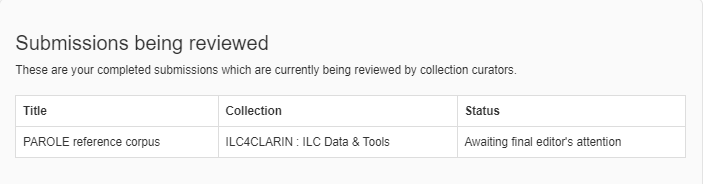 Submissions being reviewed
These are your completed submissions which are currently being reviewed by collection curators.
Title Collection Status
PAROLE reference corpus ILC4CLARIN : ILC Data & Tools Awaiting final editor's attention